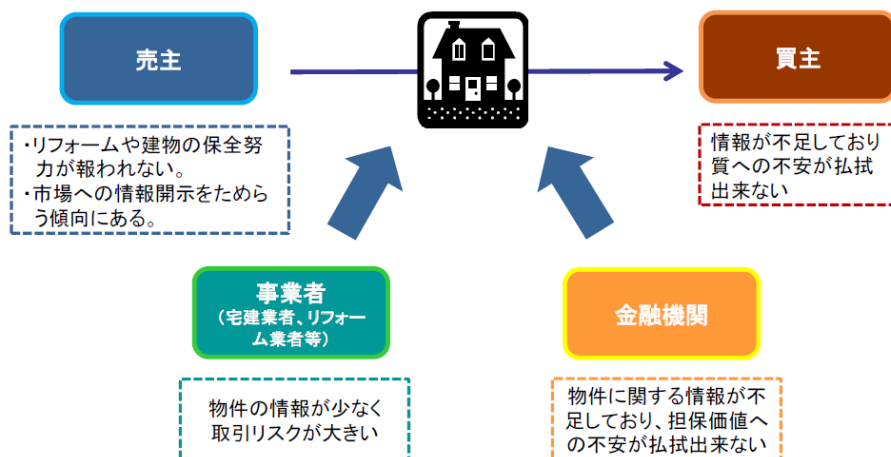 売主
買主
・リフォームや建物の保全努
力が報われない。
・市場への情報開示をためら
う傾向にある。
情報が不足しており
質への不安が払拭
出来ない
事業者
(宅建業者、リフォー
ム業者等)
金融機関
物件の情報が少なく
取引リスクが大きい
物件に関する情報が不
足しており、担保価値へ
の不安が払拭出来ない